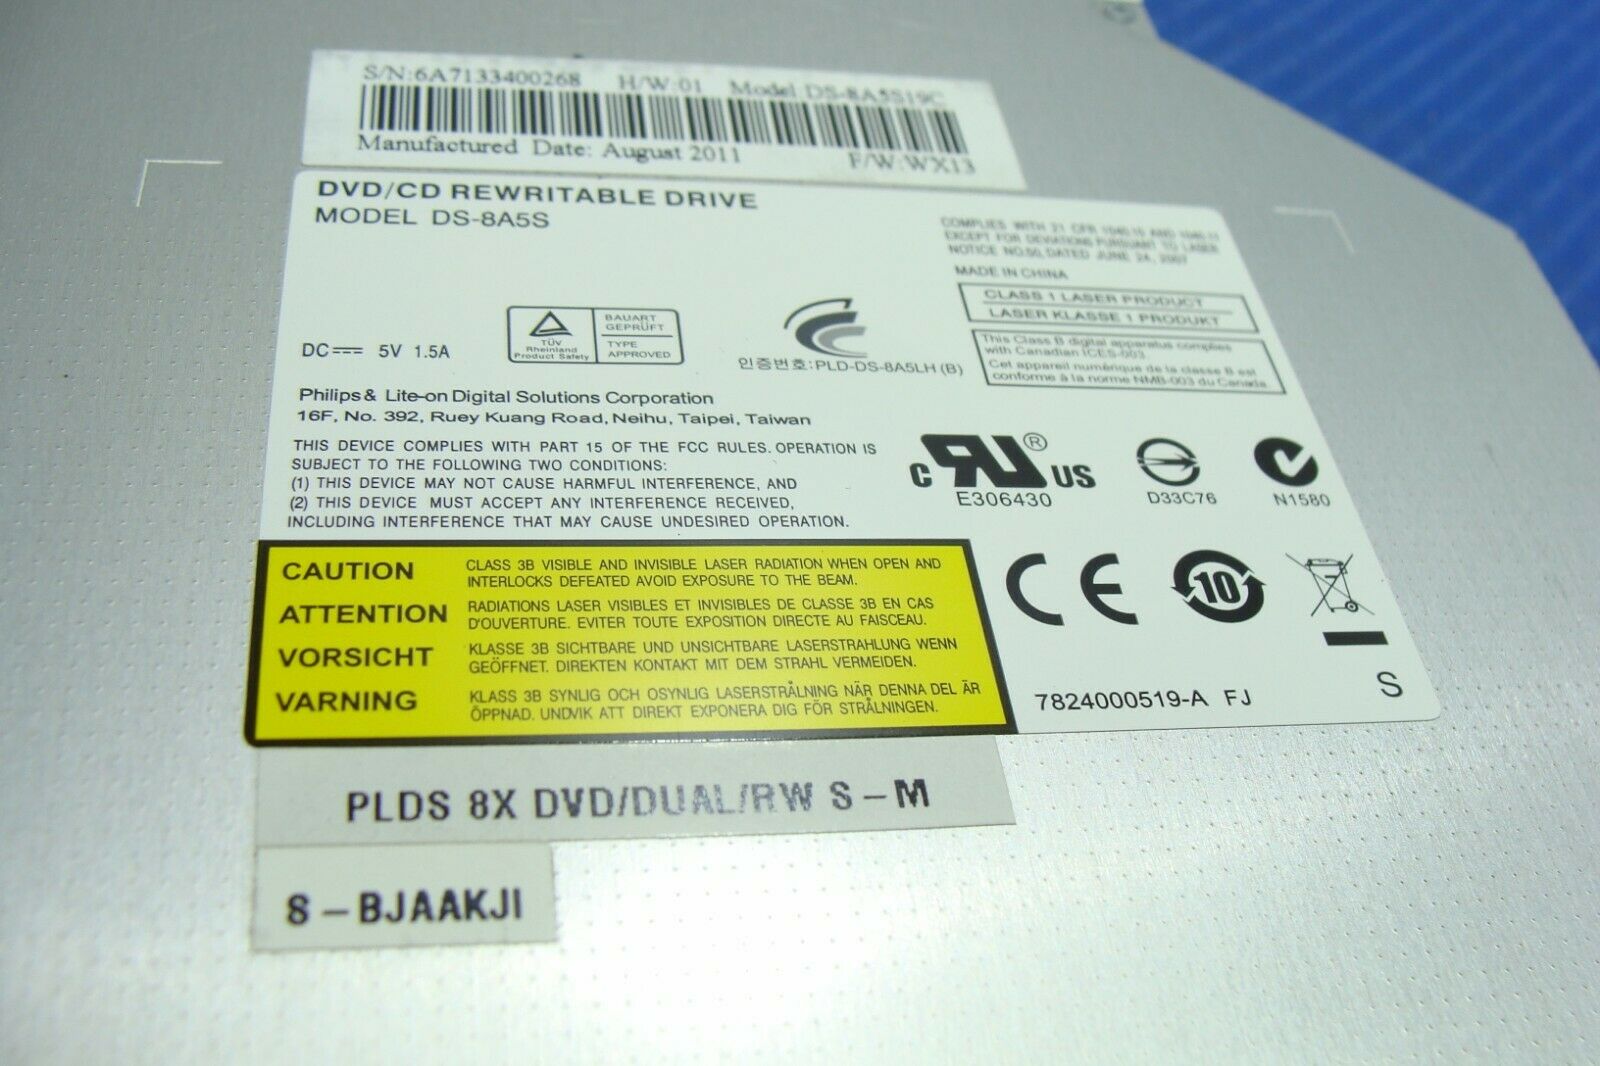 S/N:6A7133400268 H/W:01 Model DS-8A5S19C
Manufactured Date: August 2011 F/W:WX13
DVD/CD REWRITABLE DRIVE
MODEL DS-8A5S
COMPLIES WITH 21 CFR 1040.10 AND 1040.11
EXCEPT FOR DEVIATIONS PURSUANT TO LASER
NOTICE NO.50, DATED JUNE 24, 2007
MADE IN CHINA
CLASS 1 LASER PRODUCT
LASER KLASSE 1 PRODUKT
This Class B digital apparatus complies
with Canadian ICES-003.
Cet appareil numérique de la classe B est
conforme à la norme NMB-003 du Canada
DC 5V 1.5A
TÜV
Rheinland
Product Safety
BAUART
GEPRÜFT
TYPE
APPROVED
인증번호:PLD-DS-8A5LH (B)
Philips & Lite-on Digital Solutions Corporation
16F, No. 392, Ruey Kuang Road, Neihu, Taipei, Taiwan
THIS DEVICE COMPLIES WITH PART 15 OF THE FCC RULES. OPERATION IS
SUBJECT TO THE FOLLOWING TWO CONDITIONS:
(1) THIS DEVICE MAY NOT CAUSE HARMFUL INTERFERENCE, AND
(2) THIS DEVICE MUST ACCEPT ANY INTERFERENCE RECEIVED,
INCLUDING INTERFERENCE THAT MAY CAUSE UNDESIRED OPERATION.
C RU ® US
E306430
D33C76
N1580
CAUTION CLASS 3B VISIBLE AND INVISIBLE LASER RADIATION WHEN OPEN AND
INTERLOCKS DEFEATED AVOID EXPOSURE TO THE BEAM.
ATTENTION RADIATIONS LASER VISIBLES ET INVISIBLES DE CLASSE 3B EN CAS
D'OUVERTURE. EVITER TOUTE EXPOSITION DIRECTE AU FAISCEAU.
VORSICHT KLASSE 3B SICHTBARE UND UNSICHTBARE LASERSTRAHLUNG WENN
GEÖFFNET. DIREKTEN KONTAKT MIT DEM STRAHL VERMEIDEN.
VARNING KLASS 3B SYNLIG OCH OSYNLIG LASERSTRÅLNING NÄR DENNA DEL ÄR
ÖPPNAD. UNDVIK ATT DIREKT EXPONERA DIG FÖR STRÅLNINGEN.
CE 10
7824000519-A FJ S
PLDS 8X DVD/DUAL/RW S-M
S-BJAAKJI